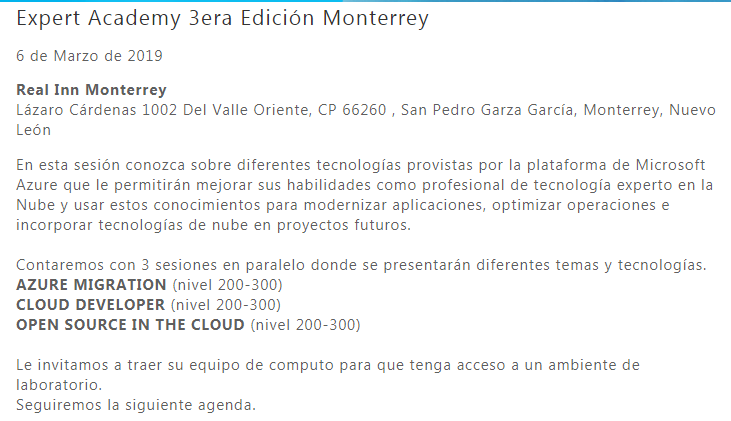 Expert Academy 3era Edición Monterrey
6 de Marzo de 2019
Real Inn Monterrey
Lázaro Cárdenas 1002 Del Valle Oriente, CP 66260 , San Pedro Garza García, Monterrey, Nuevo
León
En esta sesión conozca sobre diferentes tecnologías provistas por la plataforma de Microsoft
Azure que le permitirán mejorar sus habilidades como profesional de tecnología experto en la
Nube y usar estos conocimientos para modernizar aplicaciones, optimizar operaciones e
incorporar tecnologías de nube en proyectos futuros.
Contaremos con 3 sesiones en paralelo donde se presentarán diferentes temas y tecnologías.
AZURE MIGRATION (nivel 200-300)
CLOUD DEVELOPER (nivel 200-300)
OPEN SOURCE IN THE CLOUD (nivel 200-300)
Le invitamos a traer su equipo de computo para que tenga acceso a un ambiente de
laboratorio.
Seguiremos la siguiente agenda.